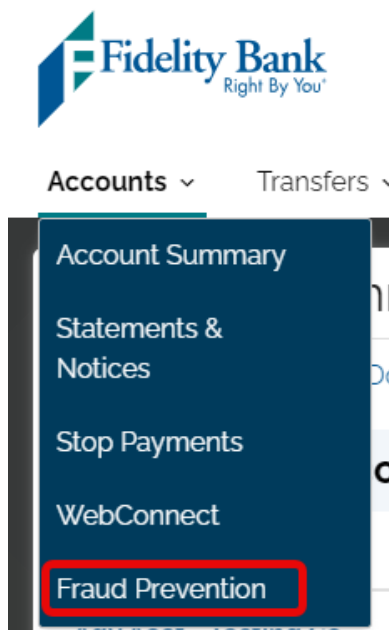 Fidelity Bank
Right By You
Accounts
Transfers
Account Summary
Statements &
Notices
Stop Payments
WebConnect
Fraud Prevention